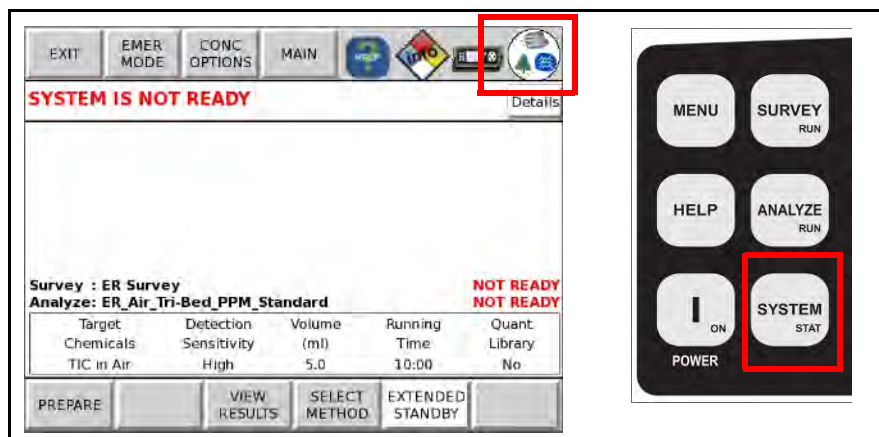 EXIT
EMER MODE
CONC OPTIONS
MAIN
HELP
info
SYSTEM IS NOT READY
Details
Survey : ER Survey NOT READY
Analyze: ER_Air_Tri-Bed_PPM_Standard NOT READY
Target Chemicals Detection Sensitivity Volume (ml) Running Time Quant Library
TIC in Air High 5.0 10:00 No
PREPARE
VIEW RESULTS
SELECT METHOD
EXTENDED STANDBY
MENU
SURVEY
RUN
HELP
ANALYZE
RUN
I ON
SYSTEM
STAT
POWER